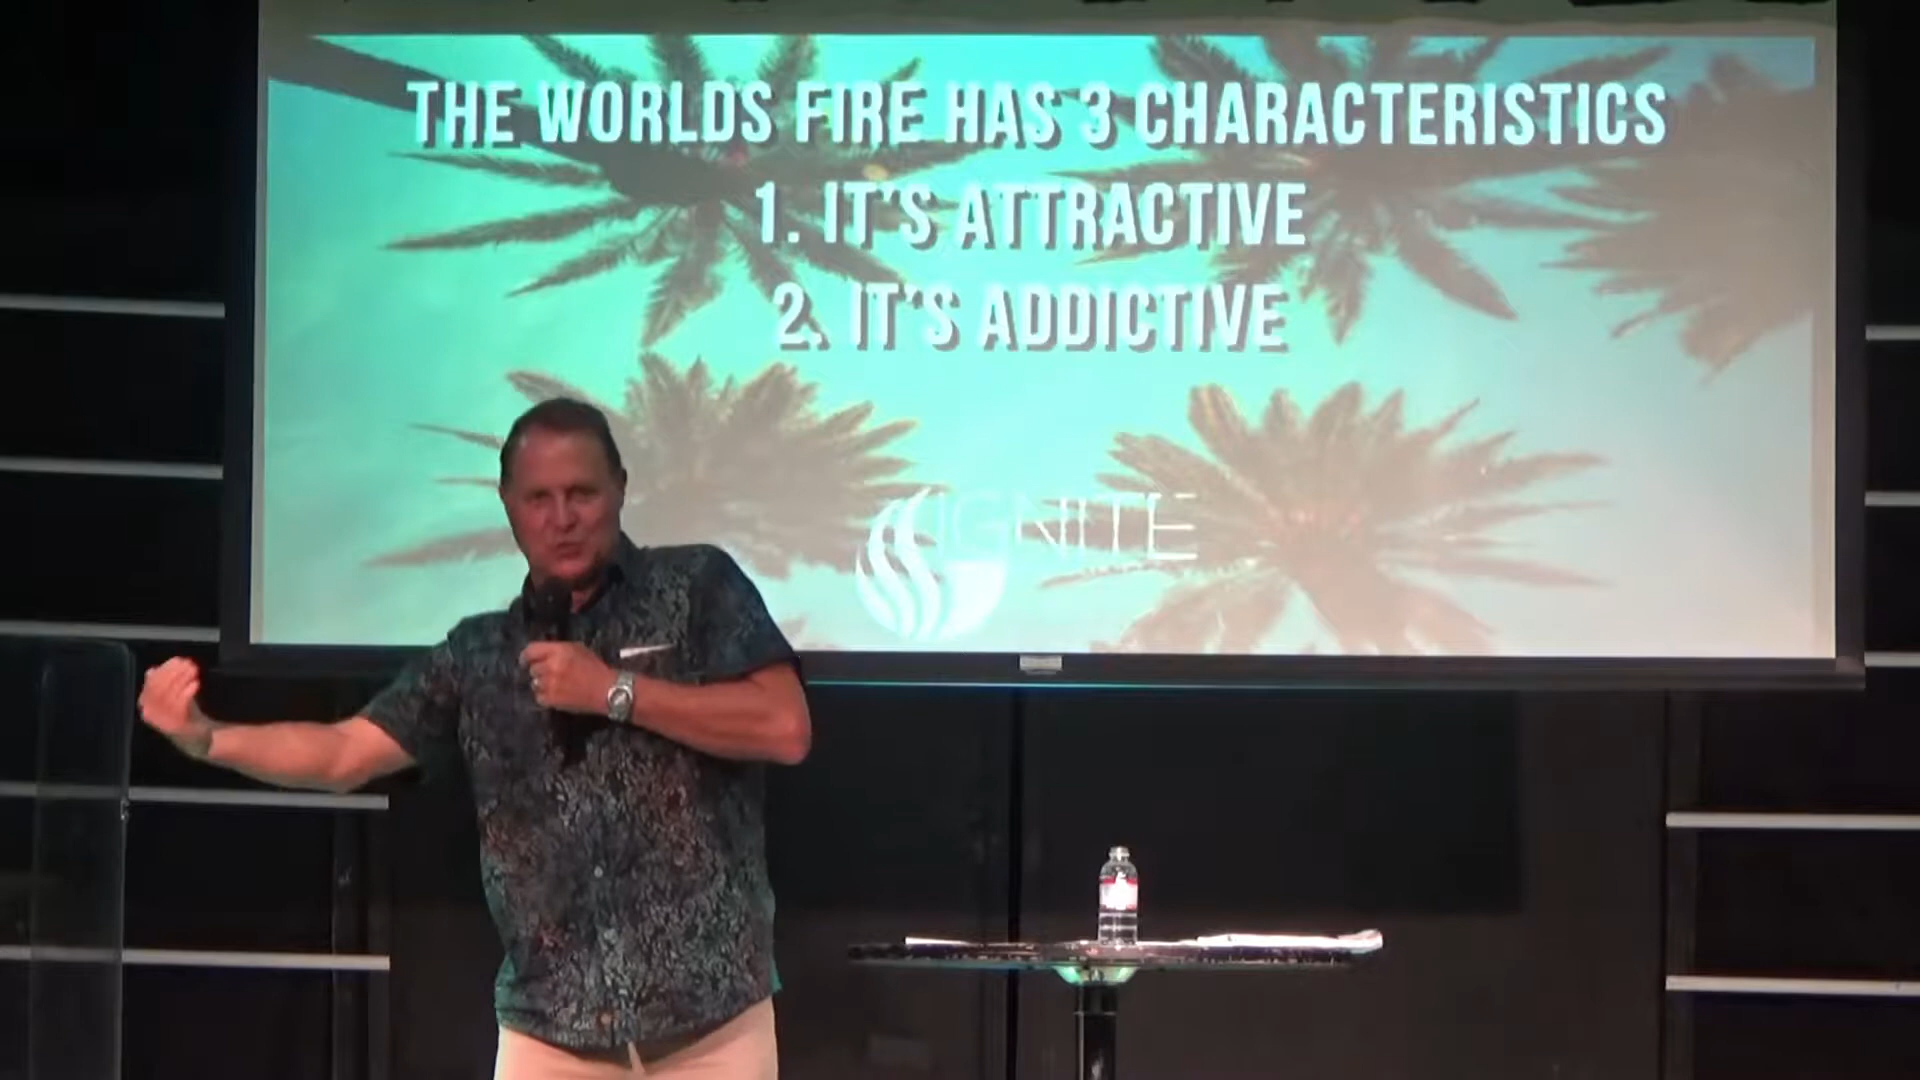 THE WORLDS FIRE HAS 3 CHARACTERISTICS
1. IT'S ATTRACTIVE
2. IT'S ADDICTIVE
IGNITE